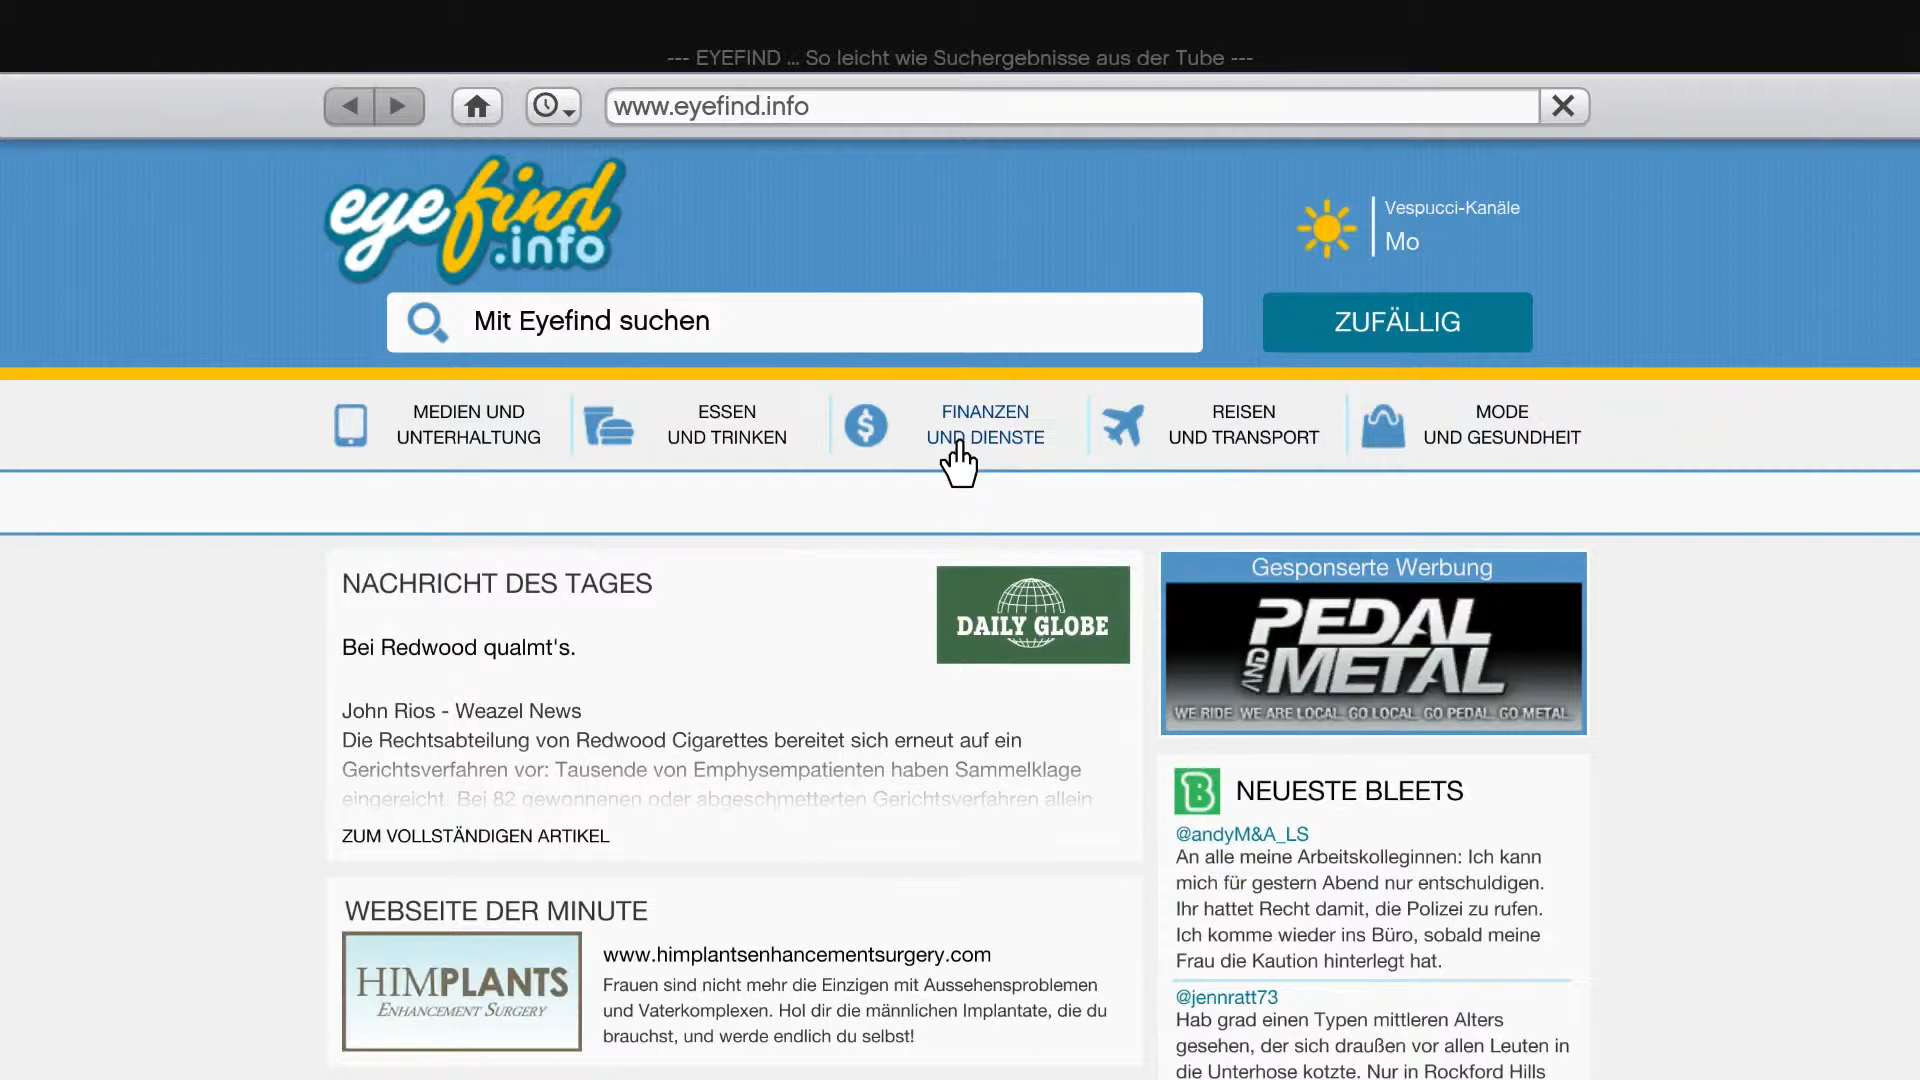 --- EYEFIND ... So leicht wie Suchergebnisse aus der Tube ---
www.eyefind.info
eyefind
.info
Vespucci-Kanäle
Mo
Mit Eyefind suchen
ZUFÄLLIG
MEDIEN UND
UNTERHALTUNG
ESSEN
UND TRINKEN
FINANZEN
UND DIENSTE
REISEN
UND TRANSPORT
MODE
UND GESUNDHEIT
NACHRICHT DES TAGES
DAILY GLOBE
Bei Redwood qualmt's.
John Rios - Weazel News
Die Rechtsabteilung von Redwood Cigarettes bereitet sich erneut auf ein
Gerichtsverfahren vor: Tausende von Emphysempatienten haben Sammelklage
eingereicht. Bei 82 gewonnenen oder abgeschmetterten Gerichtsverfahren allein
ZUM VOLLSTÄNDIGEN ARTIKEL
WEBSEITE DER MINUTE
HIMPLANTS
ENHANCEMENT SURGERY
www.himplantsenhancementsurgery.com
Frauen sind nicht mehr die Einzigen mit Aussehensproblemen
und Vaterkomplexen. Hol dir die männlichen Implantate, die du
brauchst, und werde endlich du selbst!
Gesponserte Werbung
PEDAL
AND METAL
WE RIDE WE ARE LOCAL GO LOCAL GO PEDAL GO METAL
B NEUESTE BLEETS
@andyM&A_LS
An alle meine Arbeitskolleginnen: Ich kann
mich für gestern Abend nur entschuldigen.
Ihr hattet Recht damit, die Polizei zu rufen.
Ich komme wieder ins Büro, sobald meine
Frau die Kaution hinterlegt hat.
@jennratt73
Hab grad einen Typen mittleren Alters
gesehen, der sich draußen vor allen Leuten in
die Unterhose kotzte. Nur in Rockford Hills